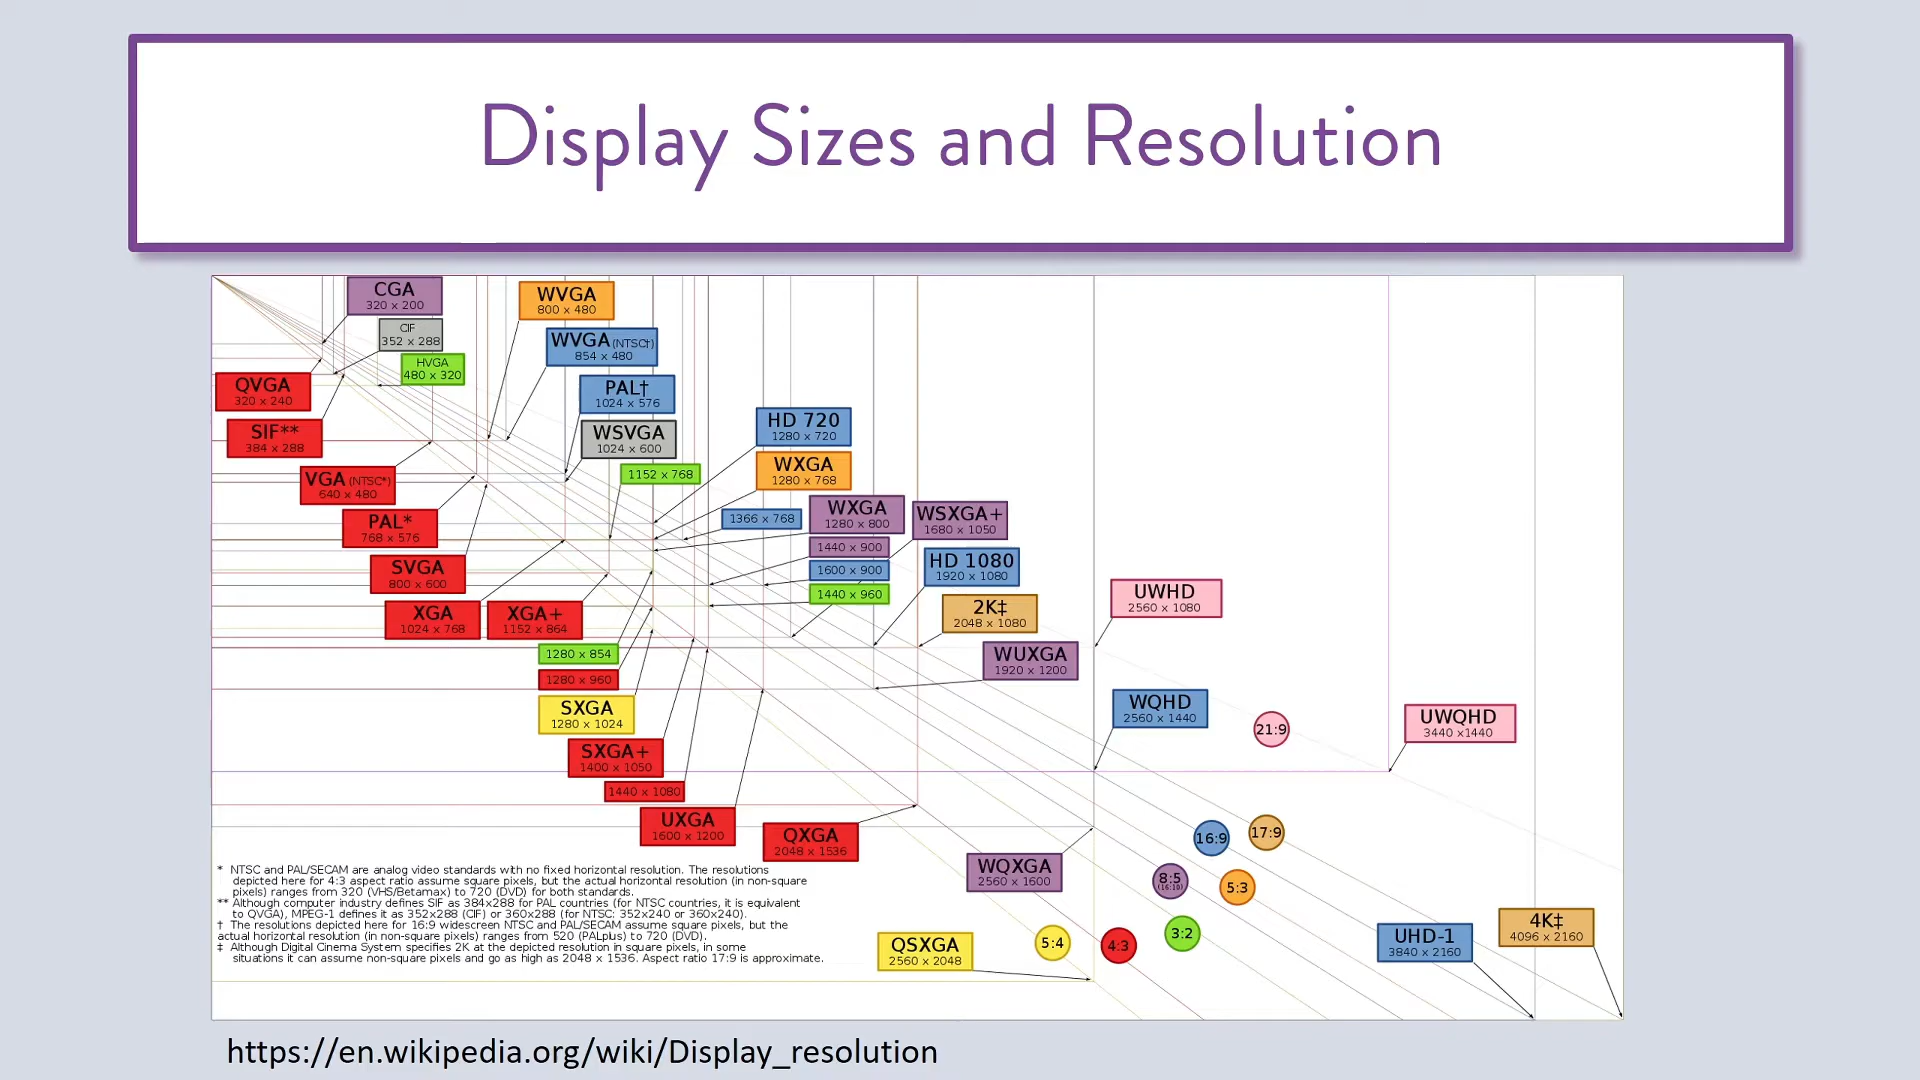 Display Sizes and Resolution
CGA
320 x 200
CIF
352 x 288
HVGA
480 x 320
QVGA
320 x 240
SIF**
384 x 288
VGA (NTSC*)
640 x 480
PAL*
768 x 576
SVGA
800 x 600
XGA
1024 x 768
XGA+
1152 x 864
1280 x 854
1280 x 960
SXGA
1280 x 1024
SXGA+
1400 x 1050
1440 x 1080
UXGA
1600 x 1200
QXGA
2048 x 1536
WVGA
800 x 480
WVGA (NTSC†)
854 x 480
PAL†
1024 x 576
WSVGA
1024 x 600
1152 x 768
HD 720
1280 x 720
WXGA
1280 x 768
1366 x 768
WXGA
1280 x 800
1440 x 900
1600 x 900
1440 x 960
WSXGA+
1680 x 1050
HD 1080
1920 x 1080
2K‡
2048 x 1080
WUXGA
1920 x 1200
UWHD
2560 x 1080
WQHD
2560 x 1440
21:9
UWQHD
3440 x1440
16:9
17:9
8:5
(16:10)
5:3
3:2
5:4
4:3
WQXGA
2560 x 1600
QSXGA
2560 x 2048
UHD-1
3840 x 2160
4K‡
4096 x 2160
* NTSC and PAL/SECAM are analog video standards with no fixed horizontal resolution. The resolutions
depicted here for 4:3 aspect ratio assume square pixels, but the actual horizontal resolution (in non-square
pixels) ranges from 320 (VHS/Betamax) to 720 (DVD) for both standards.
** Although computer industry defines SIF as 384x288 for PAL countries (for NTSC countries, it is equivalent
to QVGA), MPEG-1 defines it as 352x288 (CIF) or 360x288 (for NTSC: 352x240 or 360x240).
† The resolutions depicted here for 16:9 widescreen NTSC and PAL/SECAM assume square pixels, but the
actual horizontal resolution (in non-square pixels) ranges from 520 (PALplus) to 720 (DVD).
‡ Although Digital Cinema System specifies 2K at the depicted resolution in square pixels, in some
situations it can assume non-square pixels and go as high as 2048 x 1536. Aspect ratio 17:9 is approximate.
https://en.wikipedia.org/wiki/Display_resolution